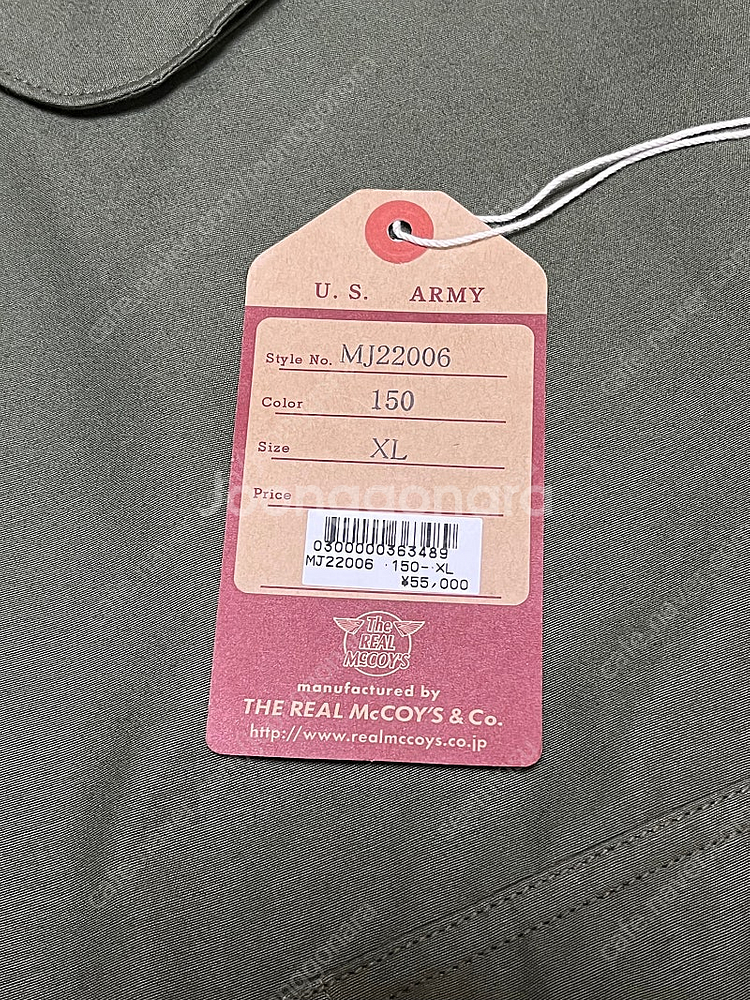 U. S. ARMY
Style No. MJ22006
Color 150
Size XL
Price
0300000363489
MJ22006 150- XL
¥55,000
The
REAL
McCOY'S
manufactured by
THE REAL McCOY'S & Co.
http://www.realmccoys.co.jp
Joonggonara